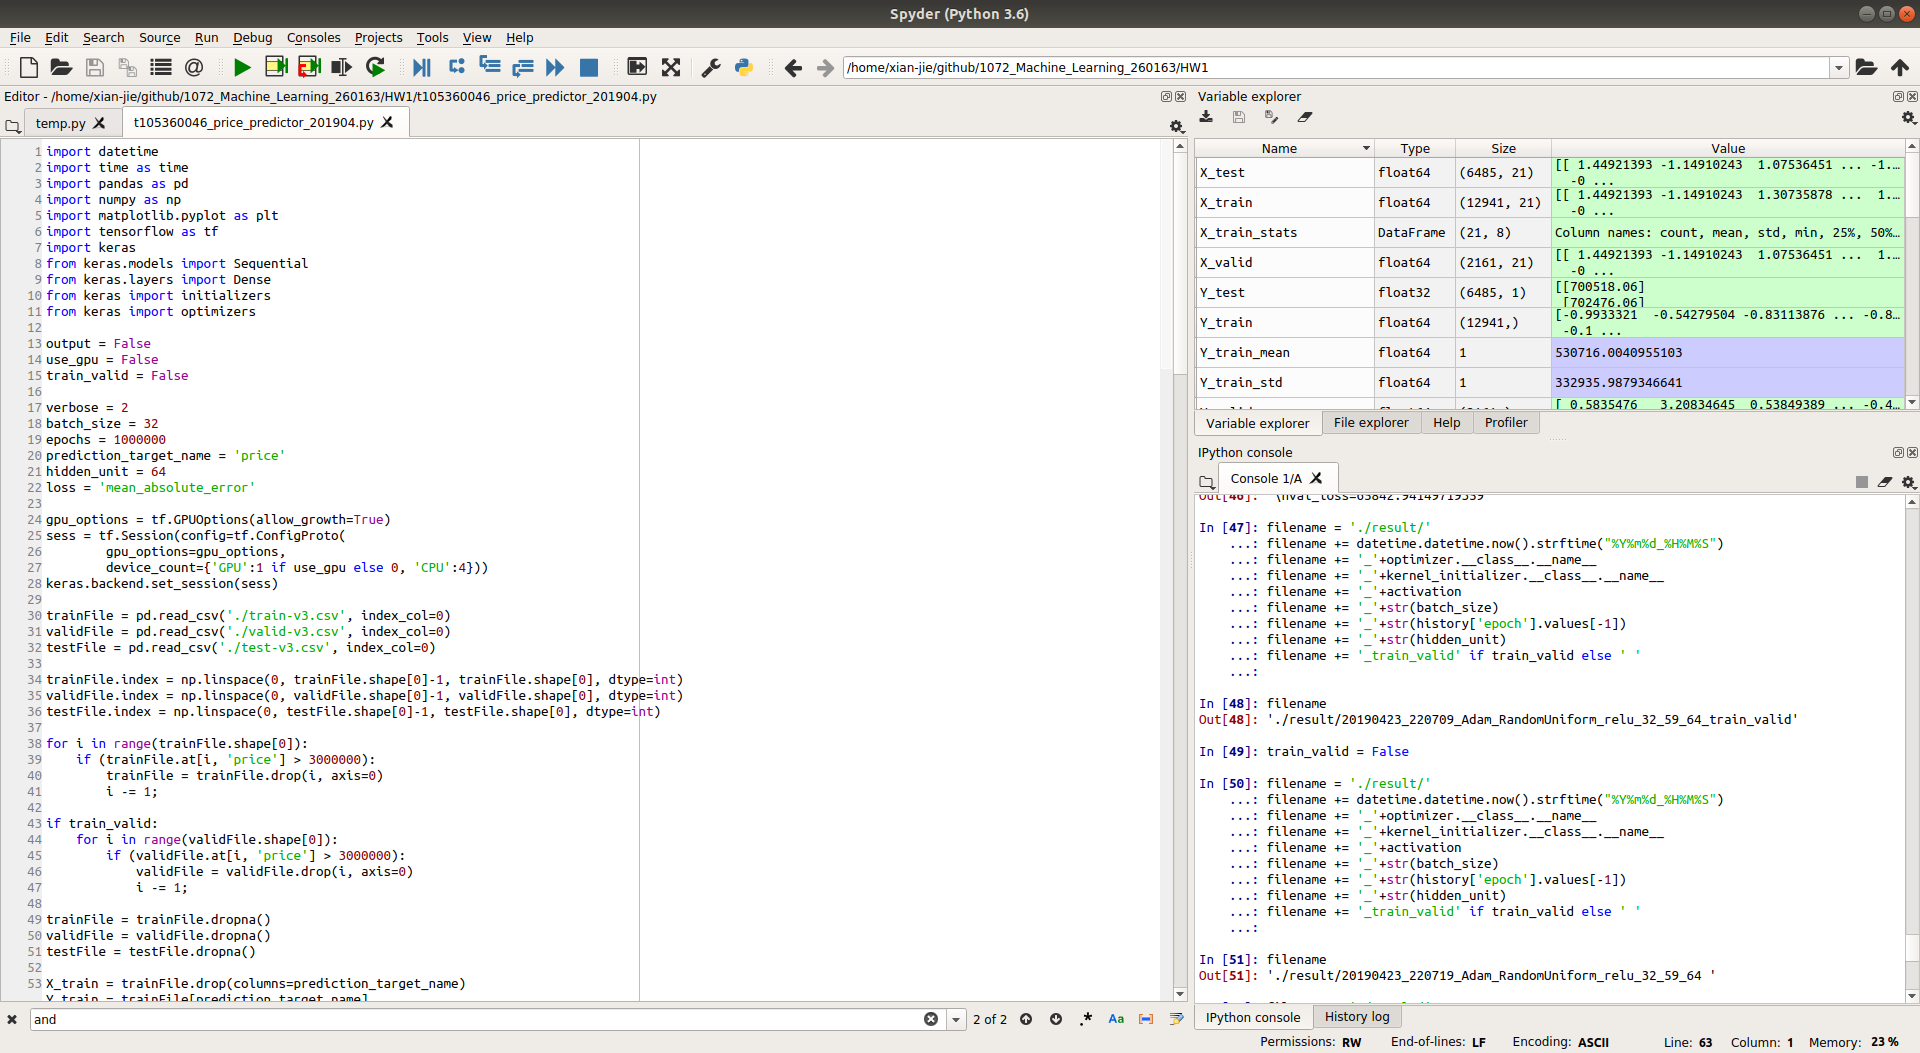 Spyder (Python 3.6)
File Edit Search Source Run Debug Consoles Projects Tools View Help
/home/xian-jie/github/1072_Machine_Learning_260163/HW1
Editor - /home/xian-jie/github/1072_Machine_Learning_260163/HW1/t105360046_price_predictor_201904.py
temp.py t105360046_price_predictor_201904.py
1 import datetime
2 import time as time
3 import pandas as pd
4 import numpy as np
5 import matplotlib.pyplot as plt
6 import tensorflow as tf
7 import keras
8 from keras.models import Sequential
9 from keras.layers import Dense
10 from keras import initializers
11 from keras import optimizers
12
13 output = False
14 use_gpu = False
15 train_valid = False
16
17 verbose = 2
18 batch_size = 32
19 epochs = 1000000
20 prediction_target_name = 'price'
21 hidden_unit = 64
22 loss = 'mean_absolute_error'
23
24 gpu_options = tf.GPUOptions(allow_growth=True)
25 sess = tf.Session(config=tf.ConfigProto(
26         gpu_options=gpu_options,
27         device_count={'GPU':1 if use_gpu else 0, 'CPU':4}))
28 keras.backend.set_session(sess)
29
30 trainFile = pd.read_csv('./train-v3.csv', index_col=0)
31 validFile = pd.read_csv('./valid-v3.csv', index_col=0)
32 testFile = pd.read_csv('./test-v3.csv', index_col=0)
33
34 trainFile.index = np.linspace(0, trainFile.shape[0]-1, trainFile.shape[0], dtype=int)
35 validFile.index = np.linspace(0, validFile.shape[0]-1, validFile.shape[0], dtype=int)
36 testFile.index = np.linspace(0, testFile.shape[0]-1, testFile.shape[0], dtype=int)
37
38 for i in range(trainFile.shape[0]):
39     if (trainFile.at[i, 'price'] > 3000000):
40         trainFile = trainFile.drop(i, axis=0)
41         i -= 1;
42
43 if train_valid:
44     for i in range(validFile.shape[0]):
45         if (validFile.at[i, 'price'] > 3000000):
46             validFile = validFile.drop(i, axis=0)
47             i -= 1;
48
49 trainFile = trainFile.dropna()
50 validFile = validFile.dropna()
51 testFile = testFile.dropna()
52
53 X_train = trainFile.drop(columns=prediction_target_name)
Y_train = trainFile[prediction_target_name]
and 2 of 2 .* Aa
Variable explorer
Name Type Size Value
X_test float64 (6485, 21) [[ 1.44921393 -1.14910243 1.07536451 ... -1.…
-0 ...
X_train float64 (12941, 21) [[ 1.44921393 -1.14910243 1.30735878 ... 1.…
-0 ...
X_train_stats DataFrame (21, 8) Column names: count, mean, std, min, 25%, 50%…
X_valid float64 (2161, 21) [[ 1.44921393 -1.14910243 1.07536451 ... 1.…
-0 ...
Y_test float32 (6485, 1) [[700518.06]
[702476.06]
Y_train float64 (12941,) [-0.9933321 -0.54279504 -0.83113876 ... -0.8…
-0.1 ...
Y_train_mean float64 1 530716.0040955103
Y_train_std float64 1 332935.9879346641
[ 0.5835476 3.20834645 0.53849389 ... -0.4…
Variable explorer File explorer Help Profiler
IPython console
Console 1/A
Out[46]: '\nval_loss=65842.94149719559'
In [47]: filename = './result/'
...: filename += datetime.datetime.now().strftime("%Y%m%d_%H%M%S")
...: filename += '_'+optimizer.__class__.__name__
...: filename += '_'+kernel_initializer.__class__.__name__
...: filename += '_'+activation
...: filename += '_'+str(batch_size)
...: filename += '_'+str(history['epoch'].values[-1])
...: filename += '_'+str(hidden_unit)
...: filename += '_train_valid' if train_valid else ' '
...:
In [48]: filename
Out[48]: './result/20190423_220709_Adam_RandomUniform_relu_32_59_64_train_valid'
In [49]: train_valid = False
In [50]: filename = './result/'
...: filename += datetime.datetime.now().strftime("%Y%m%d_%H%M%S")
...: filename += '_'+optimizer.__class__.__name__
...: filename += '_'+kernel_initializer.__class__.__name__
...: filename += '_'+activation
...: filename += '_'+str(batch_size)
...: filename += '_'+str(history['epoch'].values[-1])
...: filename += '_'+str(hidden_unit)
...: filename += '_train_valid' if train_valid else ' '
...:
In [51]: filename
Out[51]: './result/20190423_220719_Adam_RandomUniform_relu_32_59_64 '
IPython console History log
Permissions: RW End-of-lines: LF Encoding: ASCII Line: 63 Column: 1 Memory: 23 %